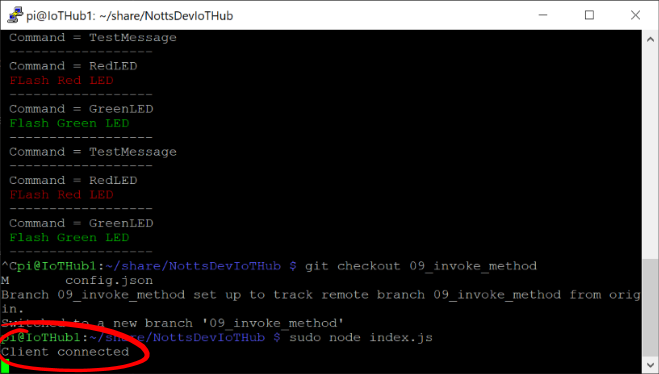 pi@IoTHub1: ~/share/NottsDevIoTHub
Command = TestMessage
------------------
Command = RedLED
FLash Red LED
------------------
Command = GreenLED
Flash Green LED
------------------
Command = TestMessage
------------------
Command = RedLED
FLash Red LED
------------------
Command = GreenLED
Flash Green LED
------------------
^Cpi@IoTHub1:~/share/NottsDevIoTHub $ git checkout 09_invoke_method
M       config.json
Branch 09_invoke_method set up to track remote branch 09_invoke_method from orig
in.
Switched to a new branch '09_invoke_method'
pi@IoTHub1:~/share/NottsDevIoTHub $ sudo node index.js
Client connected